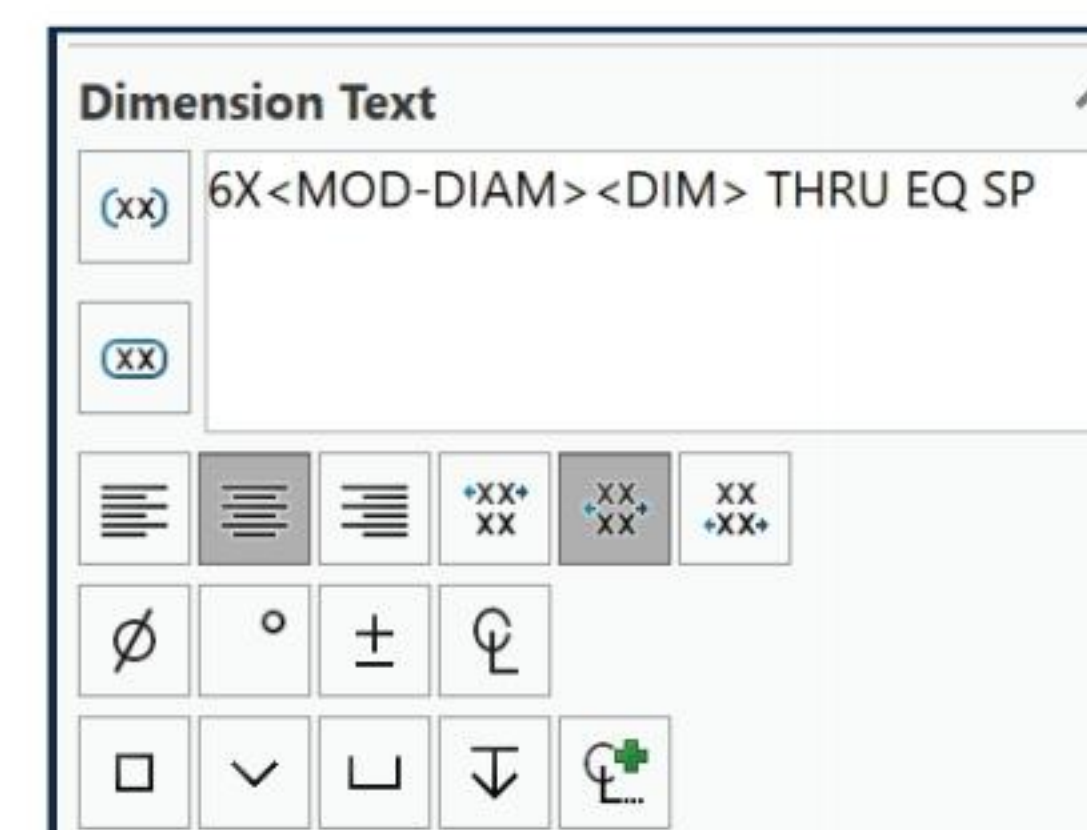 Dimension Text
(xx)
6X<MOD-DIAM><DIM> THRU EQ SP
(xx)
XX XX XX
XX XX XX
Ø ° ± ℄
□ ⌵ ⌴ ↧ ℄...